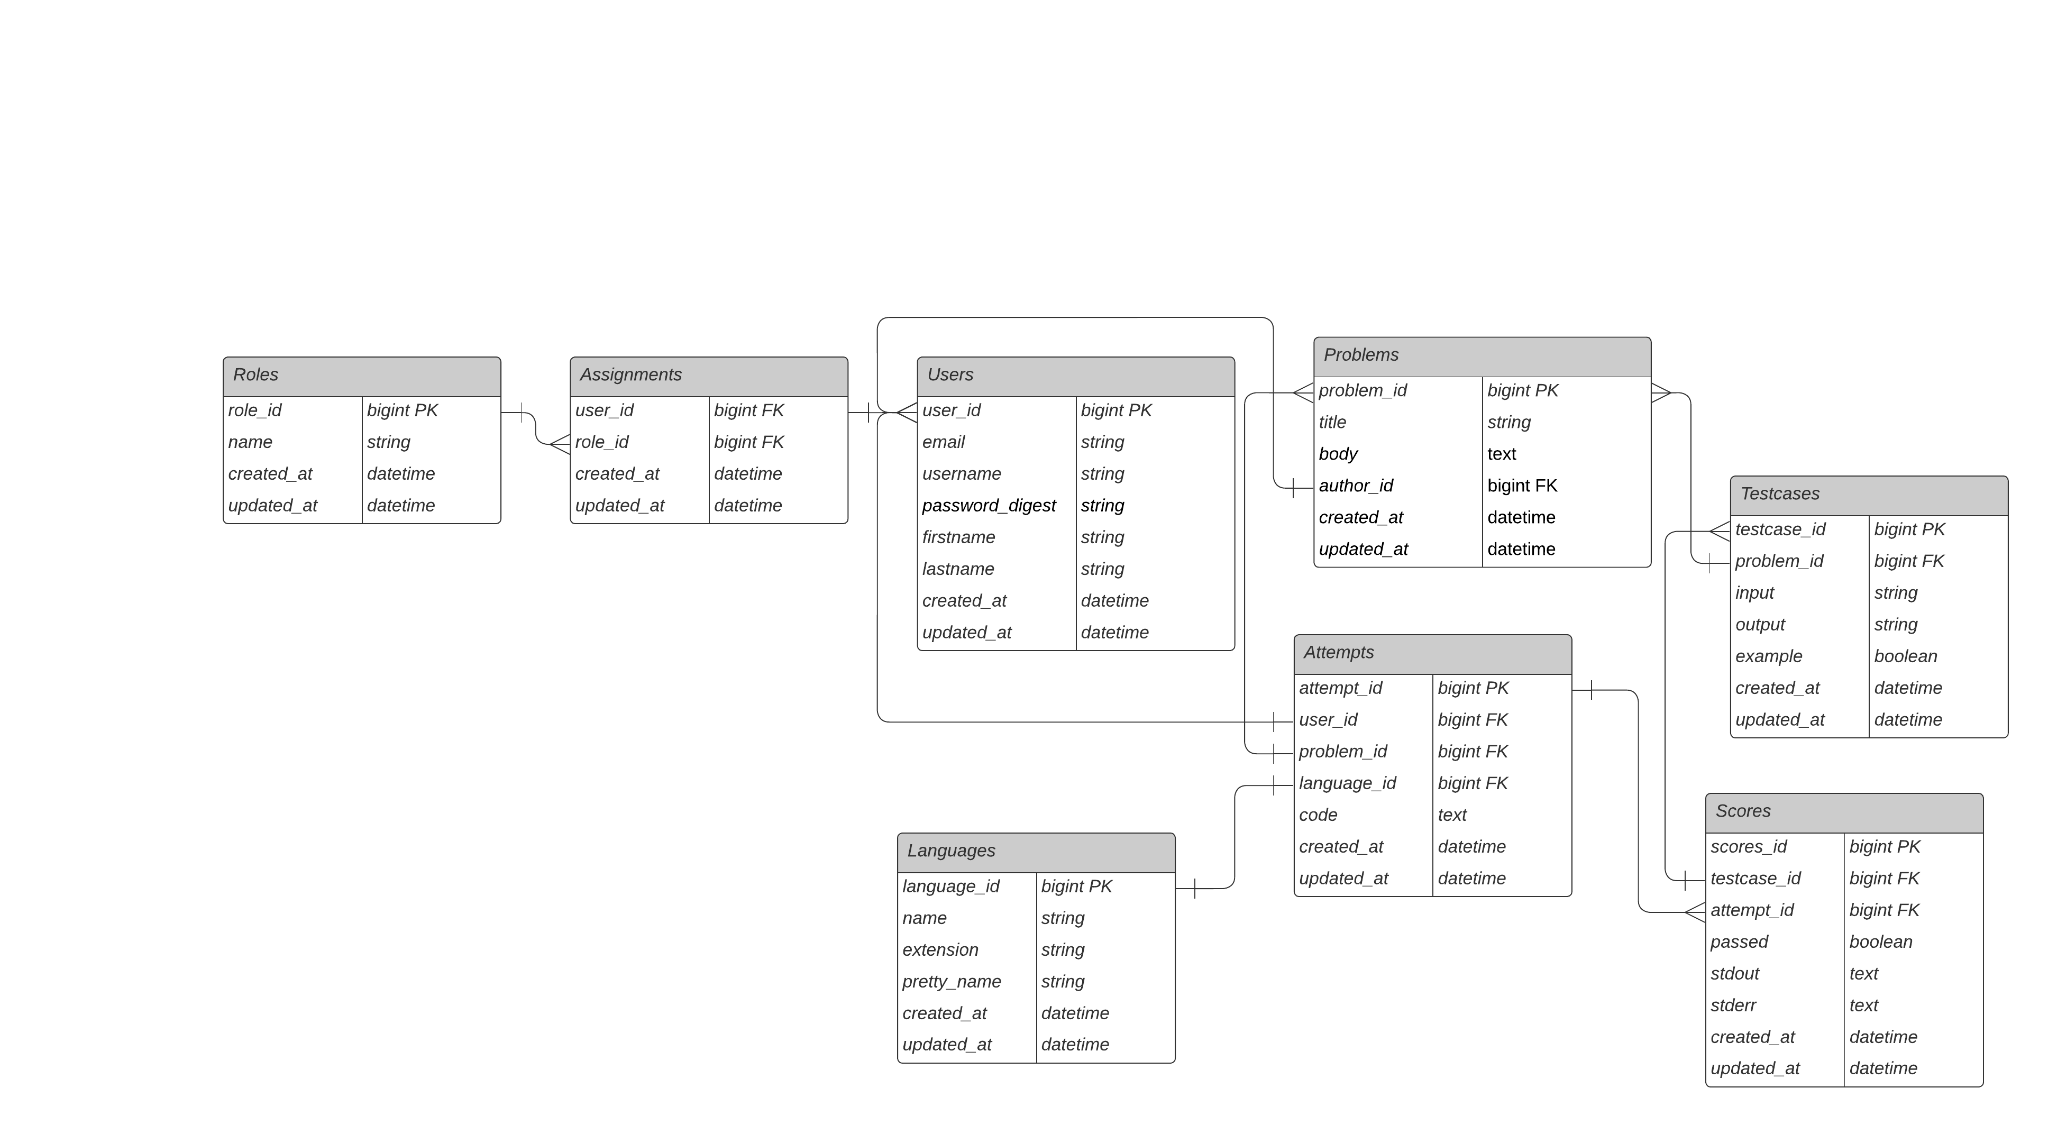 Roles
role_id bigint PK
name string
created_at datetime
updated_at datetime
Assignments
user_id bigint FK
role_id bigint FK
created_at datetime
updated_at datetime
Users
user_id bigint PK
email string
username string
password_digest string
firstname string
lastname string
created_at datetime
updated_at datetime
Problems
problem_id bigint PK
title string
body text
author_id bigint FK
created_at datetime
updated_at datetime
Testcases
testcase_id bigint PK
problem_id bigint FK
input string
output string
example boolean
created_at datetime
updated_at datetime
Attempts
attempt_id bigint PK
user_id bigint FK
problem_id bigint FK
language_id bigint FK
code text
created_at datetime
updated_at datetime
Languages
language_id bigint PK
name string
extension string
pretty_name string
created_at datetime
updated_at datetime
Scores
scores_id bigint PK
testcase_id bigint FK
attempt_id bigint FK
passed boolean
stdout text
stderr text
created_at datetime
updated_at datetime